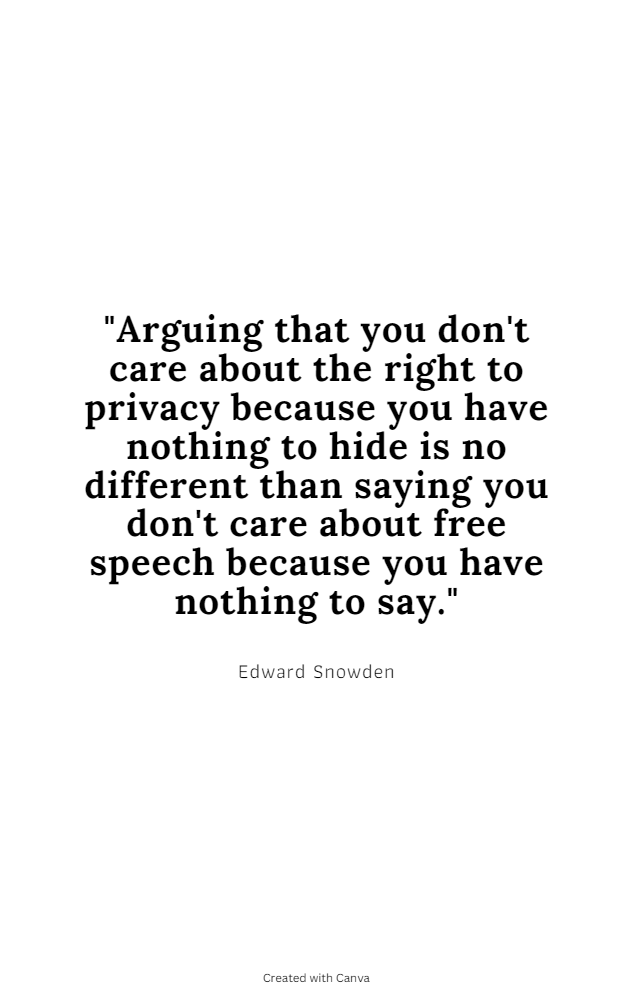 "Arguing that you don't
care about the right to
privacy because you have
nothing to hide is no
different than saying you
don't care about free
speech because you have
nothing to say."
Edward Snowden
Created with Canva